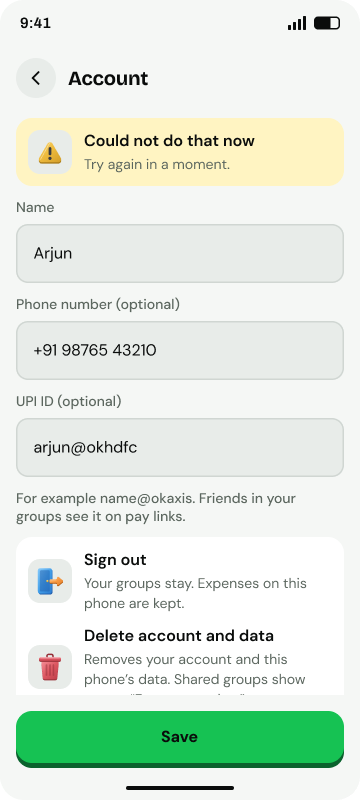 9:41
Account
Could not do that now
Try again in a moment.
Name
Arjun
Phone number (optional)
+91 98765 43210
UPI ID (optional)
arjun@okhdfc
For example name@okaxis. Friends in your
groups see it on pay links.
Sign out
Your groups stay. Expenses on this
phone are kept.
Delete account and data
Removes your account and this
phone’s data. Shared groups show
Save